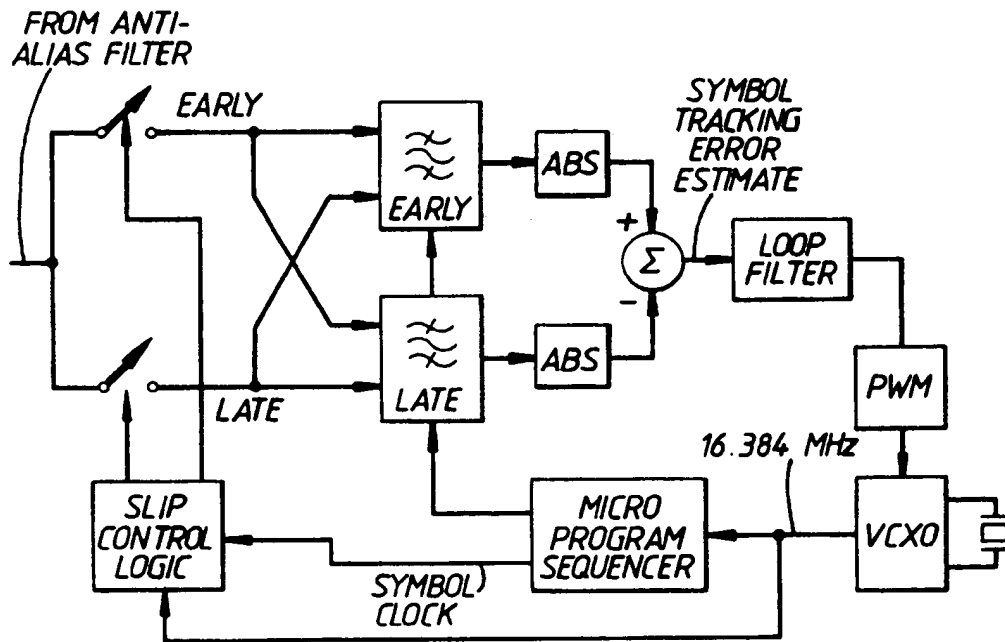 FROM ANTI-
ALIAS FILTER
EARLY
SYMBOL
TRACKING
ERROR
ESTIMATE
EARLY
ABS
+
Σ
-
LOOP
FILTER
LATE
LATE
ABS
PWM
16.384 MHz
SLIP
CONTROL
LOGIC
SYMBOL
CLOCK
MICRO
PROGRAM
SEQUENCER
VCXO